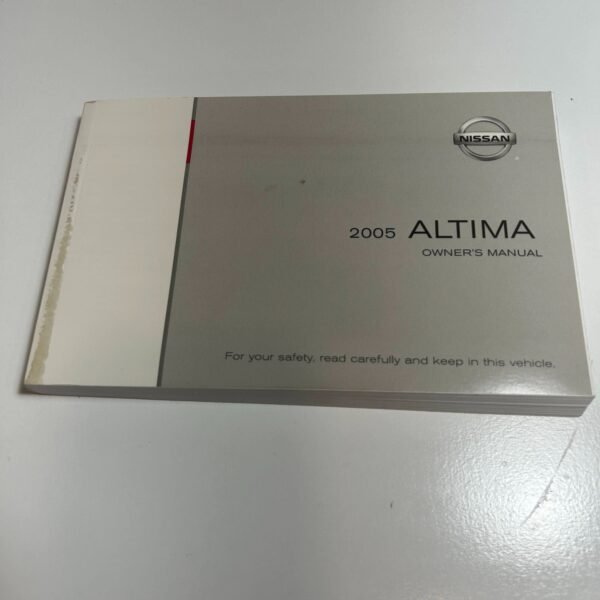 NISSAN
2005 ALTIMA
OWNER'S MANUAL
For your safety, read carefully and keep in this vehicle.